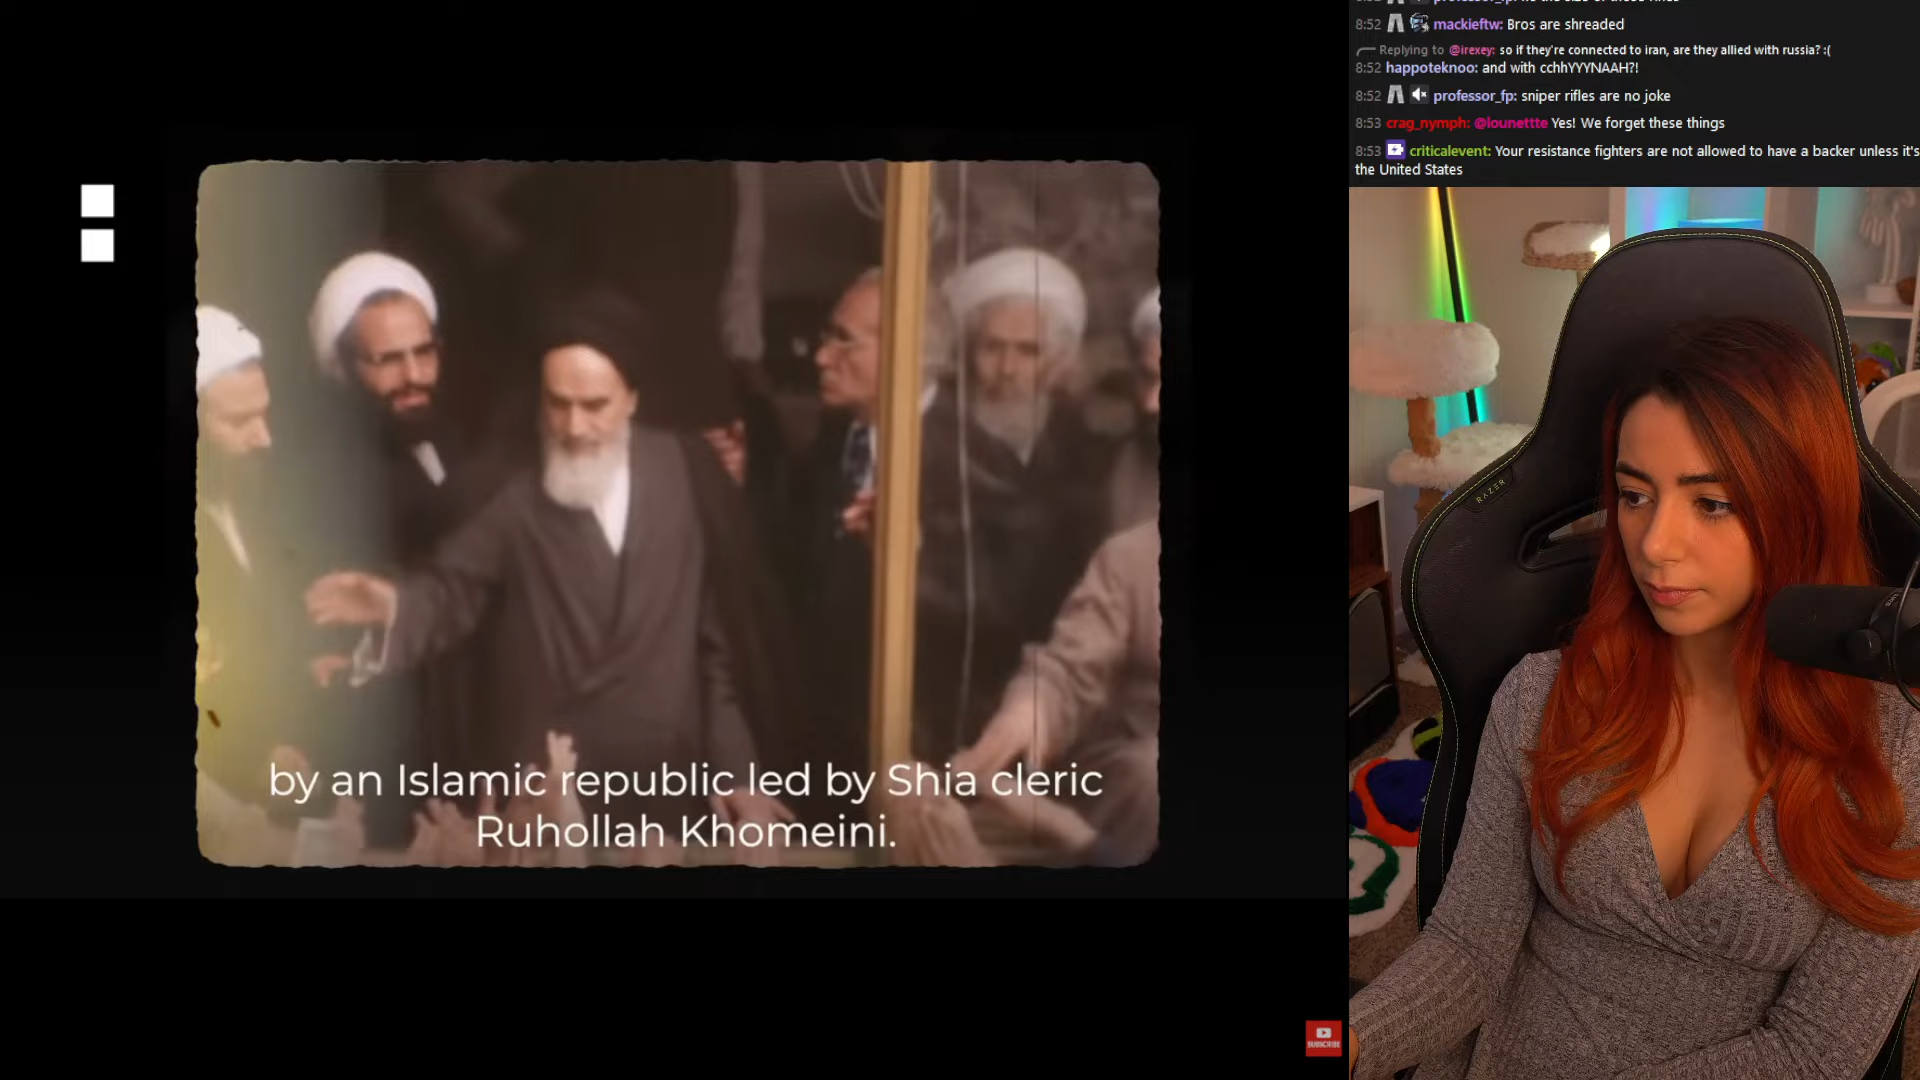 8:52 mackieftw: Bros are shreaded
Replying to @irexey: so if they're connected to iran, are they allied with russia? :(
8:52 happoteknoo: and with cchhYYYNAAH?!
8:52 professor_fp: sniper rifles are no joke
8:53 crag_nymph: @lounettte Yes! We forget these things
8:53 criticalevent: Your resistance fighters are not allowed to have a backer unless it's
the United States
RAZER
by an Islamic republic led by Shia cleric
Ruhollah Khomeini.
SUBSCRIBE